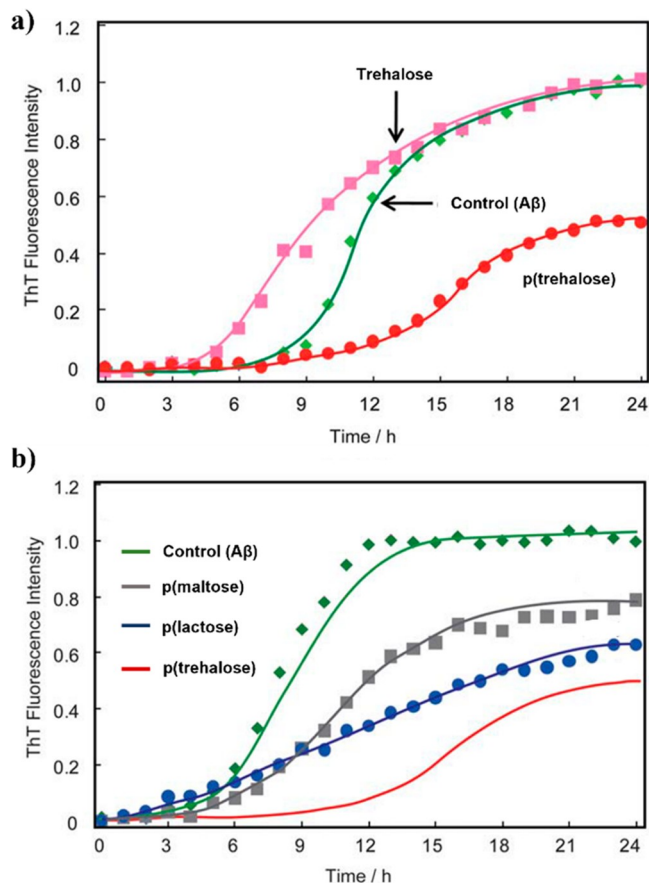 a)
ThT Fluorescence Intensity
1.2
1.0
0.8
0.6
0.4
0.2
0
Trehalose
Control (Aβ)
p(trehalose)
0 3 6 9 12 15 18 21 24
Time / h
b)
ThT Fluorescence Intensity
1.2
1.0
0.8
0.6
0.4
0.2
0
Control (Aβ)
p(maltose)
p(lactose)
p(trehalose)
0 3 6 9 12 15 18 21 24
Time / h